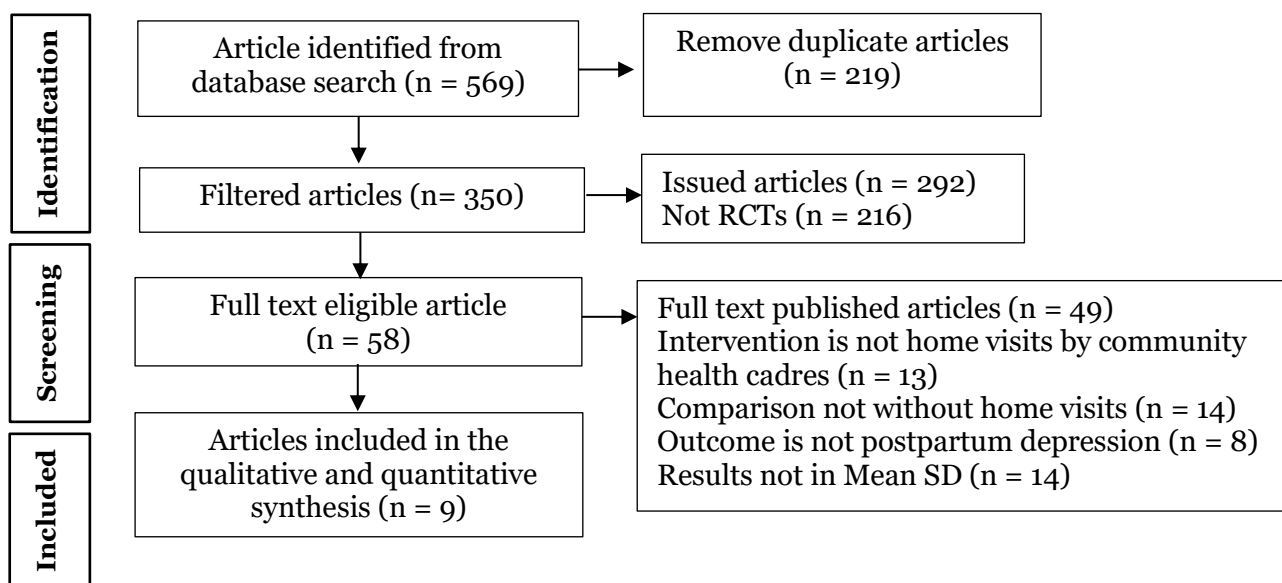 Identification
Article identified from
database search (n = 569)
Remove duplicate articles
(n = 219)
Filtered articles (n= 350)
Issued articles (n = 292)
Not RCTs (n = 216)
Screening
Full text eligible article
(n = 58)
Full text published articles (n = 49)
Intervention is not home visits by community
health cadres (n = 13)
Comparison not without home visits (n = 14)
Outcome is not postpartum depression (n = 8)
Results not in Mean SD (n = 14)
Included
Articles included in the
qualitative and quantitative
synthesis (n = 9)